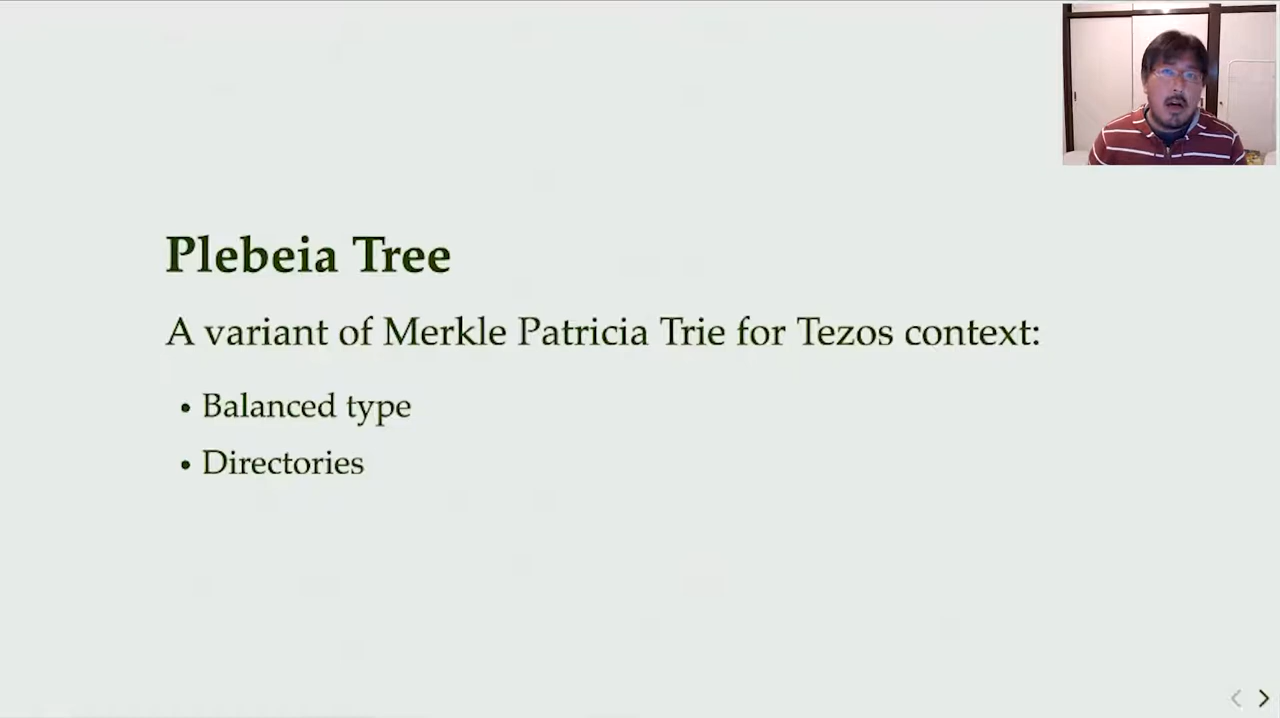 Plebeia Tree
A variant of Merkle Patricia Trie for Tezos context:
• Balanced type
• Directories